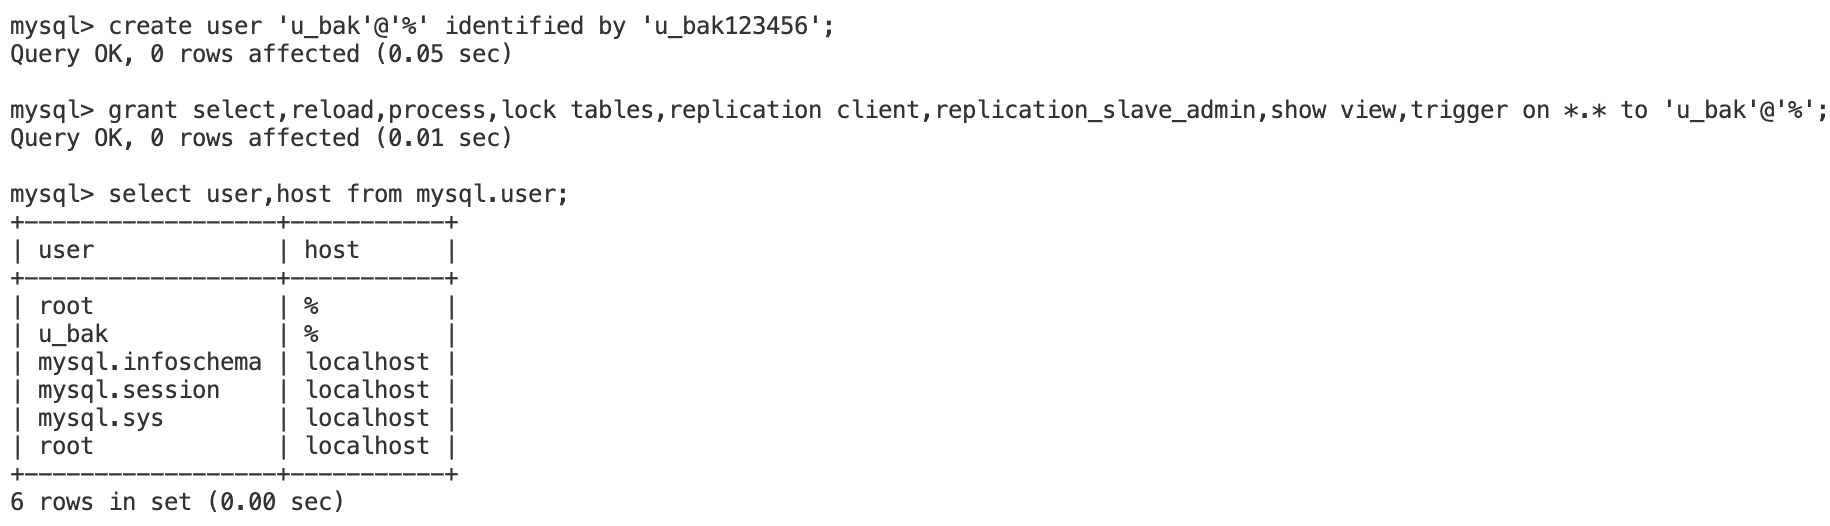 mysql> create user 'u_bak'@'%' identified by 'u_bak123456';
Query OK, 0 rows affected (0.05 sec)
mysql> grant select,reload,process,lock tables,replication client,replication_slave_admin,show view,trigger on *.* to 'u_bak'@'%';
Query OK, 0 rows affected (0.01 sec)
mysql> select user,host from mysql.user;
+------------------+-----------+
| user             | host      |
+------------------+-----------+
| root             | %         |
| u_bak            | %         |
| mysql.infoschema | localhost |
| mysql.session    | localhost |
| mysql.sys        | localhost |
| root             | localhost |
+------------------+-----------+
6 rows in set (0.00 sec)